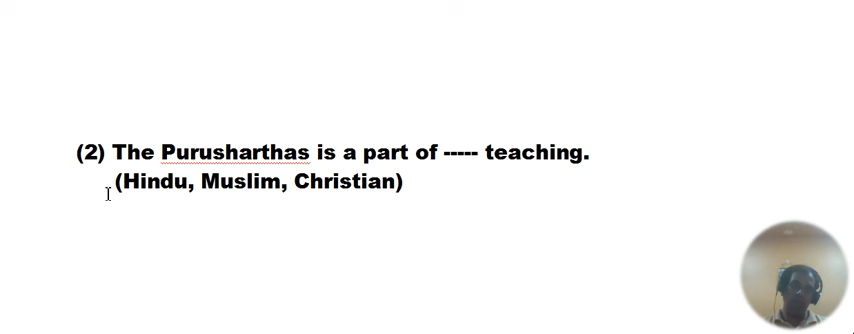 (2) The Purusharthas is a part of ----- teaching.
(Hindu, Muslim, Christian)